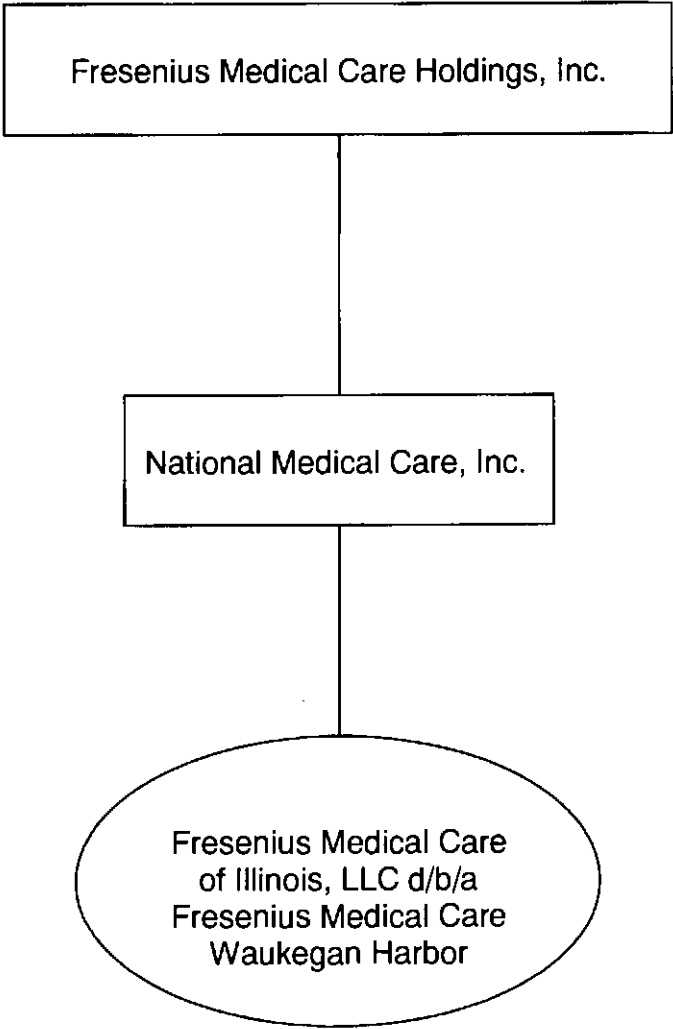 Fresenius Medical Care Holdings, Inc.
National Medical Care, Inc.
Fresenius Medical Care
of Illinois, LLC d/b/a
Fresenius Medical Care
Waukegan Harbor